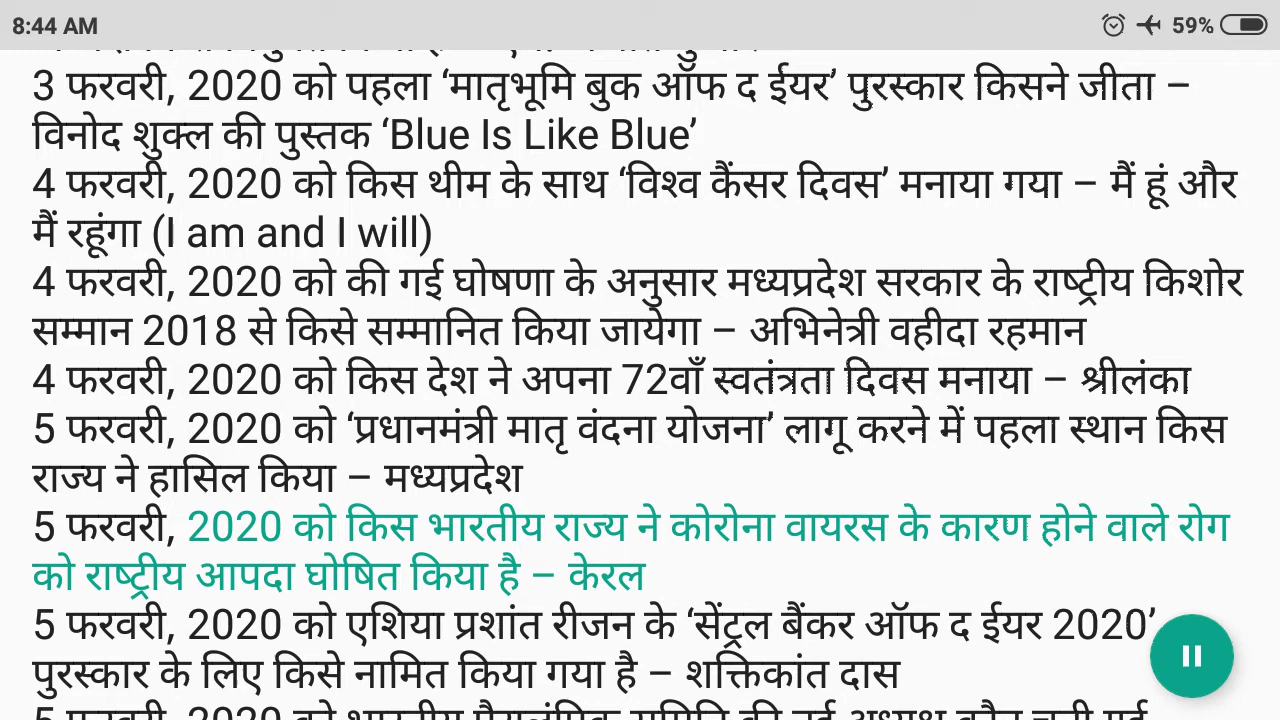 8:44 AM
59%
3 फरवरी, 2020 को पहला ‘मातृभूमि बुक ऑफ द ईयर’ पुरस्कार किसने जीता –
विनोद शुक्ल की पुस्तक ‘Blue Is Like Blue’
4 फरवरी, 2020 को किस थीम के साथ ‘विश्व कैंसर दिवस’ मनाया गया – मैं हूं और
मैं रहूंगा (I am and I will)
4 फरवरी, 2020 को की गई घोषणा के अनुसार मध्यप्रदेश सरकार के राष्ट्रीय किशोर
सम्मान 2018 से किसे सम्मानित किया जायेगा – अभिनेत्री वहीदा रहमान
4 फरवरी, 2020 को किस देश ने अपना 72वाँ स्वतंत्रता दिवस मनाया – श्रीलंका
5 फरवरी, 2020 को ‘प्रधानमंत्री मातृ वंदना योजना’ लागू करने में पहला स्थान किस
राज्य ने हासिल किया – मध्यप्रदेश
5 फरवरी, 2020 को किस भारतीय राज्य ने कोरोना वायरस के कारण होने वाले रोग
को राष्ट्रीय आपदा घोषित किया है – केरल
5 फरवरी, 2020 को एशिया प्रशांत रीजन के ‘सेंट्रल बैंकर ऑफ द ईयर 2020’
पुरस्कार के लिए किसे नामित किया गया है – शक्तिकांत दास